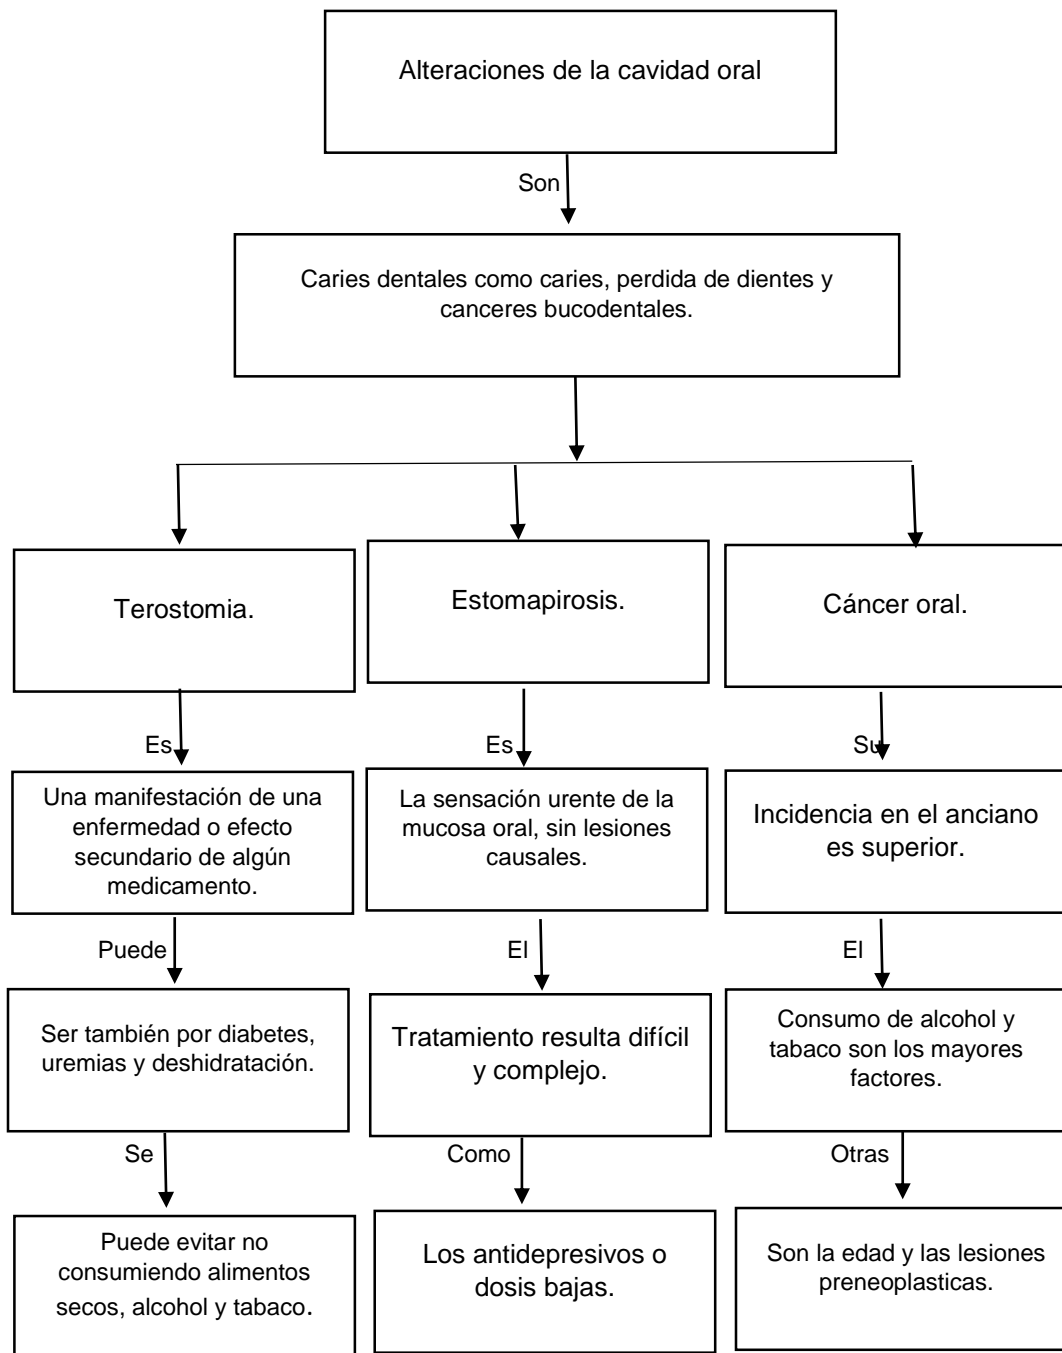 Alteraciones de la cavidad oral
Son
Caries dentales como caries, perdida de dientes y
canceres bucodentales.
Terostomia.
Estomapirosis.
Cáncer oral.
Es
Es
Su
Una manifestación de una
enfermedad o efecto
secundario de algún
medicamento.
La sensación urente de la
mucosa oral, sin lesiones
causales.
Incidencia en el anciano
es superior.
Puede
El
El
Ser también por diabetes,
uremias y deshidratación.
Tratamiento resulta difícil
y complejo.
Consumo de alcohol y
tabaco son los mayores
factores.
Se
Como
Otras
Puede evitar no
consumiendo alimentos
secos, alcohol y tabaco.
Los antidepresivos o
dosis bajas.
Son la edad y las lesiones
preneoplasticas.